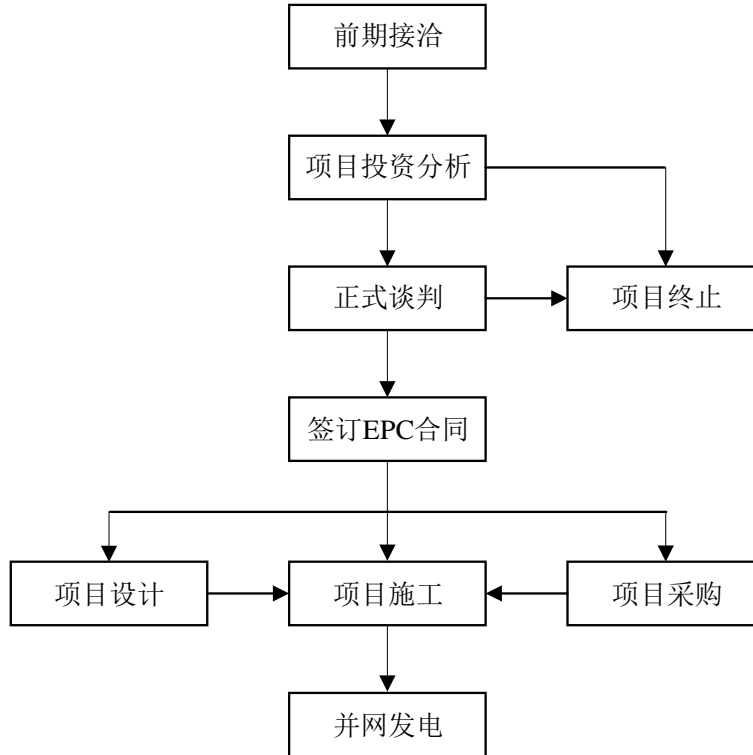 前期接洽
项目投资分析
正式谈判
项目终止
签订EPC合同
项目设计
项目施工
项目采购
并网发电